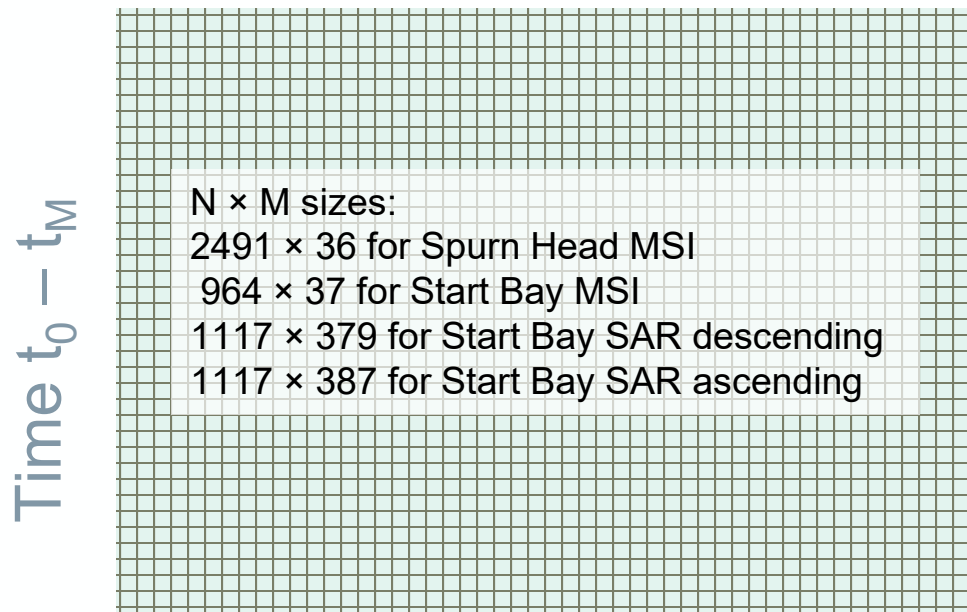 Time t₀ – t_M
N × M sizes:
2491 × 36 for Spurn Head MSI
964 × 37 for Start Bay MSI
1117 × 379 for Start Bay SAR descending
1117 × 387 for Start Bay SAR ascending